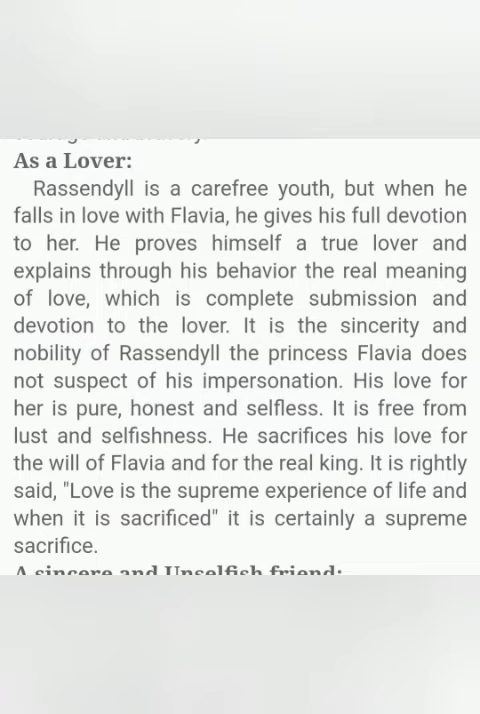 As a Lover:
Rassendyll is a carefree youth, but when he
falls in love with Flavia, he gives his full devotion
to her. He proves himself a true lover and
explains through his behavior the real meaning
of love, which is complete submission and
devotion to the lover. It is the sincerity and
nobility of Rassendyll the princess Flavia does
not suspect of his impersonation. His love for
her is pure, honest and selfless. It is free from
lust and selfishness. He sacrifices his love for
the will of Flavia and for the real king. It is rightly
said, "Love is the supreme experience of life and
when it is sacrificed" it is certainly a supreme
sacrifice.
A sincere and Unselfish friend: